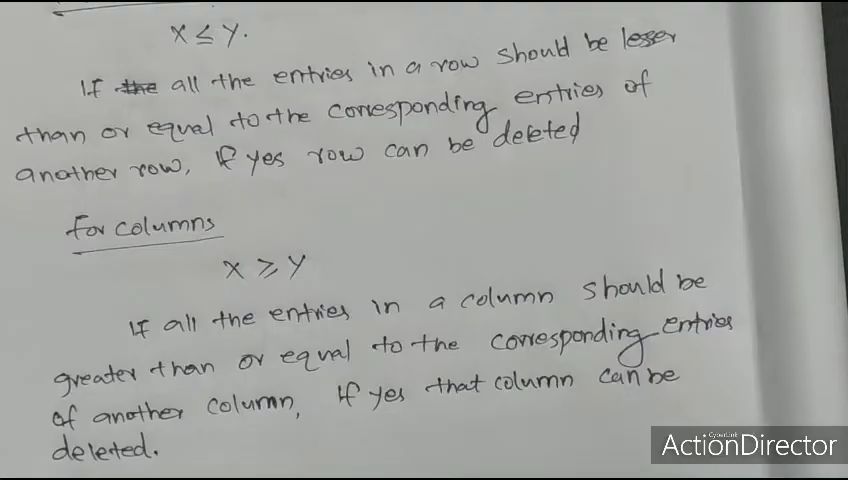 X ≤ Y.
If the all the entries in a row should be lesser
than or equal to the corresponding entries of
another row, If yes row can be deleted
for columns
X ≥ Y
If all the entries in a column should be
greater than or equal to the corresponding entries
of another column, If yes that column can be
deleted.
CyberLink
ActionDirector